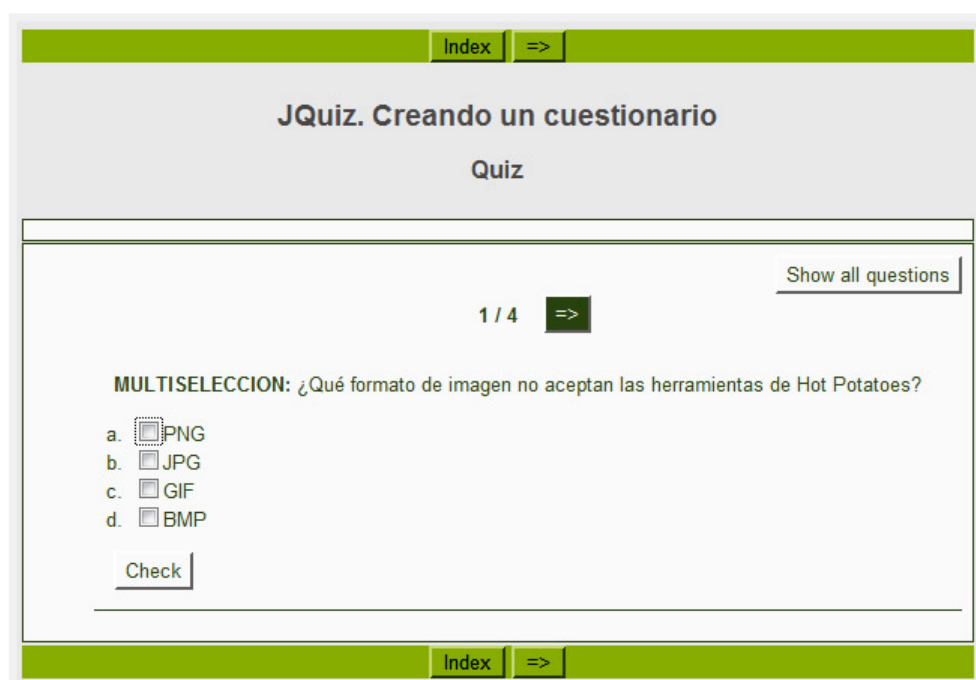 Index =>
JQuiz. Creando un cuestionario
Quiz
Show all questions
1 / 4 =>
MULTISELECCION: ¿Qué formato de imagen no aceptan las herramientas de Hot Potatoes?
a. PNG
b. JPG
c. GIF
d. BMP
Check
Index =>